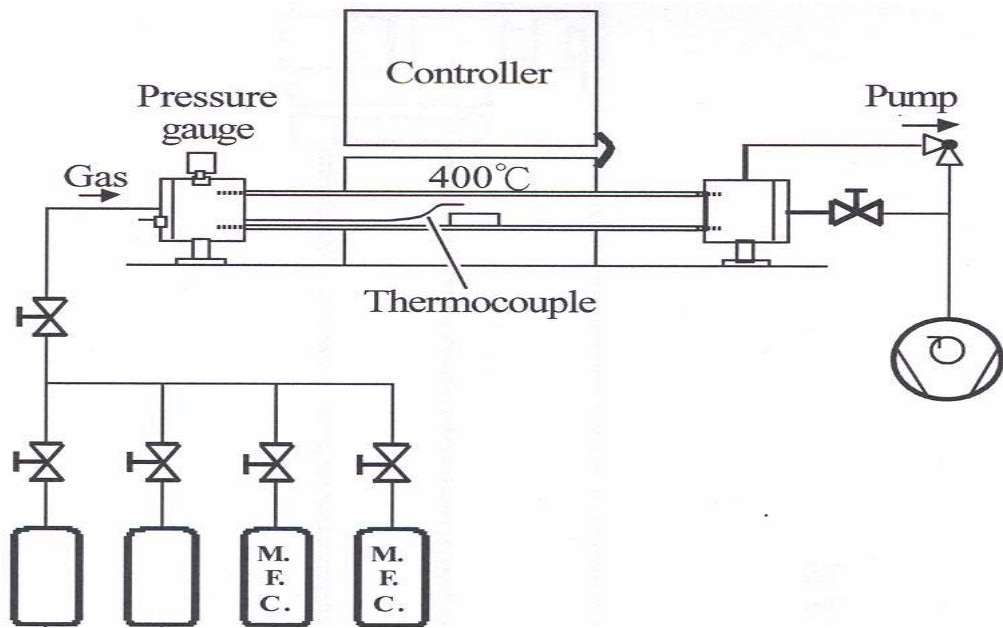 Controller
Pressure
gauge
Pump
Gas
400℃
Thermocouple
M.
F.
C.
M.
F.
C.